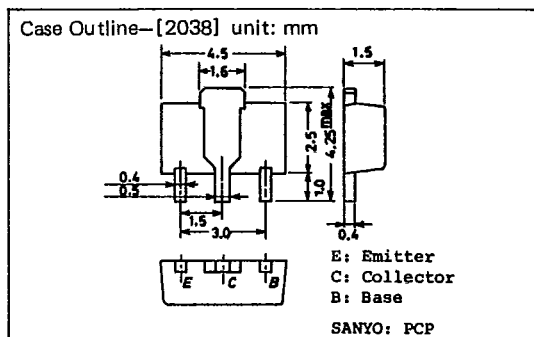 Case Outline–[2038] unit: mm
4.5
1.6
1.5
2.5
4.25max
1.0
0.4
0.5
1.5
3.0
0.4
E C B
E: Emitter
C: Collector
B: Base
SANYO: PCP